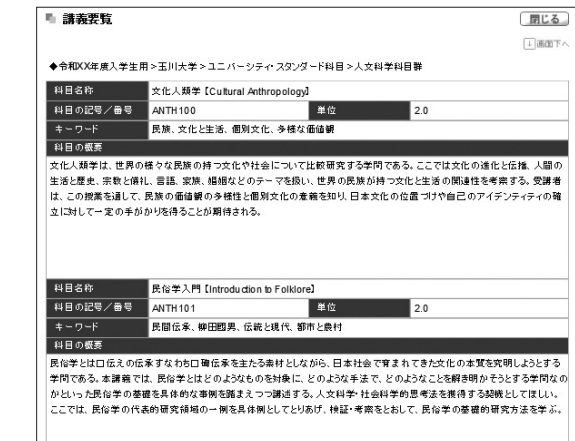 講義要覧
閉じる
↓画面下へ
◆令和XX年度入学生用>玉川大学>ユニバーシティ・スタンダード科目>人文科学科目群
科目名称 文化人類学【Cultural Anthropology】
科目の記号／番号 ANTH100 単位 2.0
キーワード 民族、文化と生活、個別文化、多様な価値観
科目の概要
文化人類学は、世界の様々な民族の持つ文化や社会について比較研究する学問である。ここでは文化の進化と伝播、人間の
生活と歴史、宗教と儀礼、言語、家族、婚姻などのテーマを扱い、世界の民族が持つ文化と生活の関連性を考察する。受講者
は、この授業を通して、民族の価値観の多様性と個別文化の意義を知り、日本文化の位置づけや自己のアイデンティティの確
立に対して一定の手がかりを得ることが期待される。
科目名称 民俗学入門【Introduction to Folklore】
科目の記号／番号 ANTH101 単位 2.0
キーワード 民間伝承、柳田國男、伝統と現代、都市と農村
科目の概要
民俗学とは口伝えの伝承すなわち口碑伝承を主たる素材としながら、日本社会で育まれてきた文化の本質を究明しようとする
学問である。本講義では、民俗学とはどのようなものを対象に、どのような手法で、どのようなことを解き明かそうとする学問なの
かといった民俗学の基礎を具体的な事例を踏まえつつ講述する。人文科学・社会科学的思考法を獲得する契機としてほしい。
ここでは、民俗学の代表的研究領域の一例を具体例としてとりあげ、検証・考察をとおして、民俗学の基礎的研究方法を学ぶ。